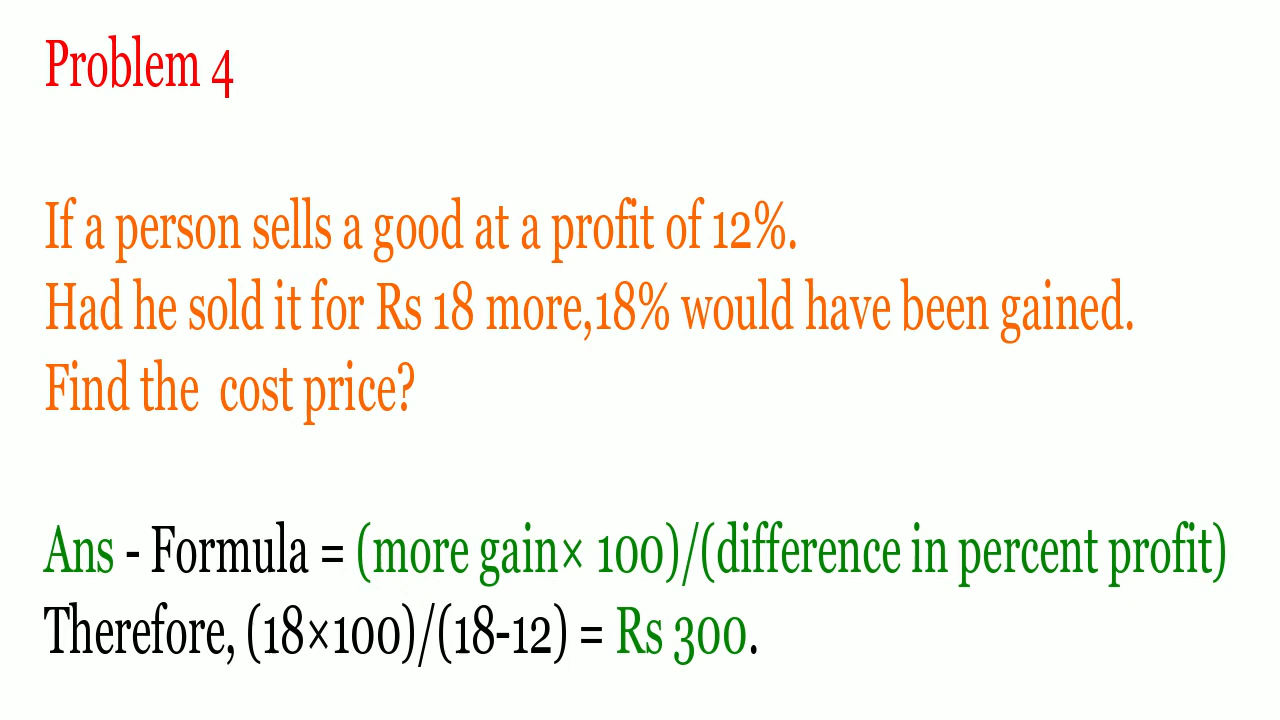 Problem 4
If a person sells a good at a profit of 12%.
Had he sold it for Rs 18 more,18% would have been gained.
Find the  cost price?
Ans - Formula = (more gain× 100)/(difference in percent profit)
Therefore, (18×100)/(18-12) = Rs 300.